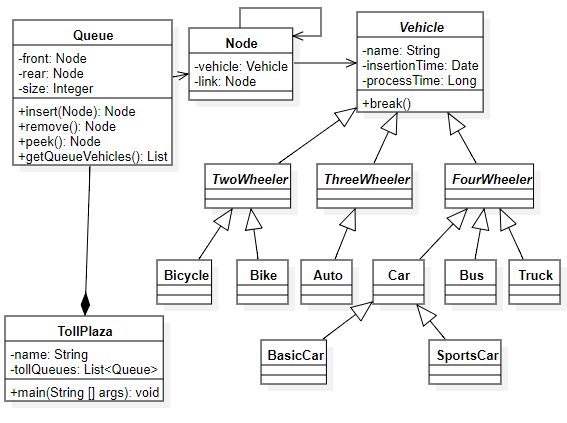 Queue
-front: Node
-rear: Node
-size: Integer
+insert(Node): Node
+remove(): Node
+peek(): Node
+getQueueVehicles(): List
Node
-vehicle: Vehicle
-link: Node
Vehicle
-name: String
-insertionTime: Date
-processTime: Long
+break()
TwoWheeler
ThreeWheeler
FourWheeler
Bicycle
Bike
Auto
Car
Bus
Truck
BasicCar
SportsCar
TollPlaza
-name: String
-tollQueues: List<Queue>
+main(String [] args): void